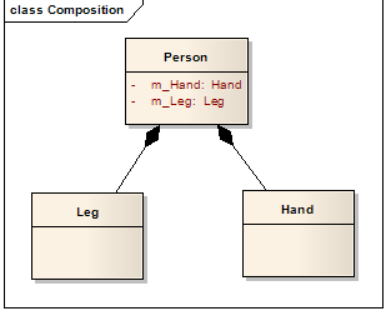 class Composition
Person
- m_Hand: Hand
- m_Leg: Leg
Leg
Hand